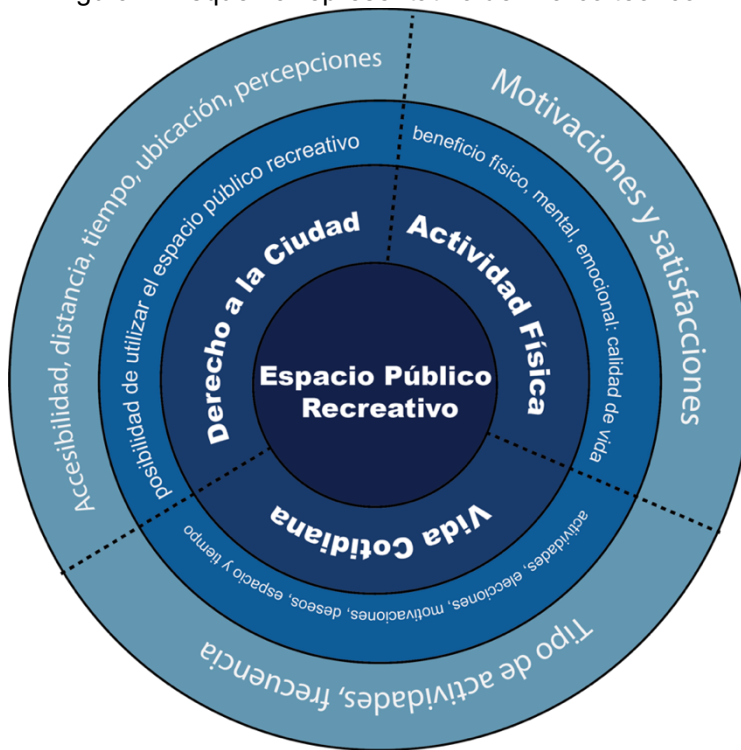 Espacio Público
Recreativo
Derecho a la Ciudad
posibilidad de utilizar el espacio público recreativo
Accesibilidad, distancia, tiempo, ubicación, percepciones
Actividad Física
beneficio físico, mental, emocional: calidad de vida
Motivaciones y satisfacciones
Vida Cotidiana
actividades, elecciones, motivaciones, deseos, espacio y tiempo
Tipo de actividades, frecuencia